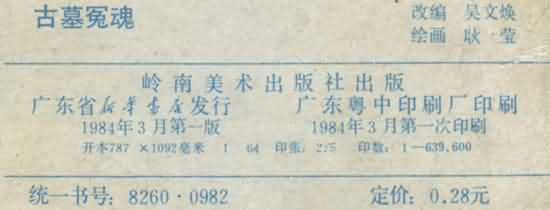 古墓冤魂
改编 吴文焕
绘画 耿 莹
岭南美术出版社出版
广东省新华书店发行 广东粤中印刷厂印刷
1984年3月第一版 1984年3月第一次印刷
开本787×1092毫米 1 64 印张：2.75 印数：1—639,600
统一书号：8260·0982 定价：0.28元